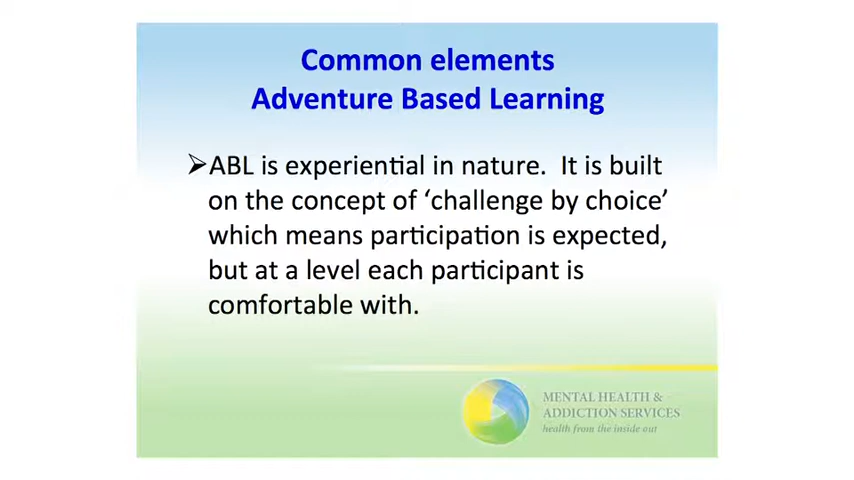 Common elements
Adventure Based Learning
➢ABL is experiential in nature.  It is built
on the concept of ‘challenge by choice’
which means participation is expected,
but at a level each participant is
comfortable with.
MENTAL HEALTH &
ADDICTION SERVICES
health from the inside out